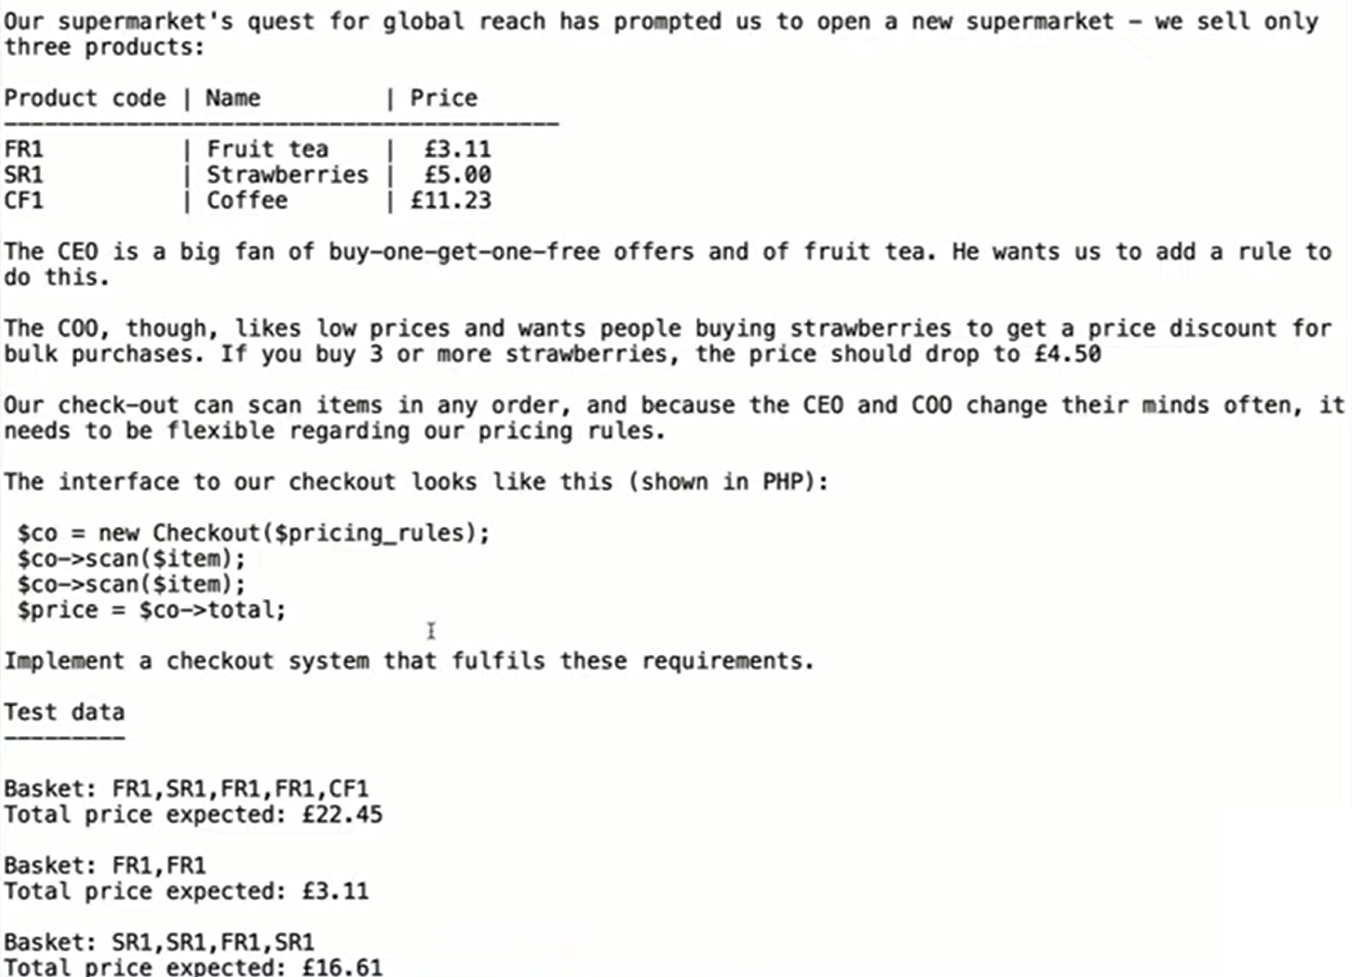 Our supermarket's quest for global reach has prompted us to open a new supermarket – we sell only
three products:
Product code | Name | Price
FR1 | Fruit tea | £3.11
SR1 | Strawberries | £5.00
CF1 | Coffee | £11.23
The CEO is a big fan of buy-one-get-one-free offers and of fruit tea. He wants us to add a rule to
do this.
The COO, though, likes low prices and wants people buying strawberries to get a price discount for
bulk purchases. If you buy 3 or more strawberries, the price should drop to £4.50
Our check-out can scan items in any order, and because the CEO and COO change their minds often, it
needs to be flexible regarding our pricing rules.
The interface to our checkout looks like this (shown in PHP):
$co = new Checkout($pricing_rules);
$co->scan($item);
$co->scan($item);
$price = $co->total;
Implement a checkout system that fulfils these requirements.
Test data
Basket: FR1,SR1,FR1,FR1,CF1
Total price expected: £22.45
Basket: FR1,FR1
Total price expected: £3.11
Basket: SR1,SR1,FR1,SR1
Total price expected: £16.61